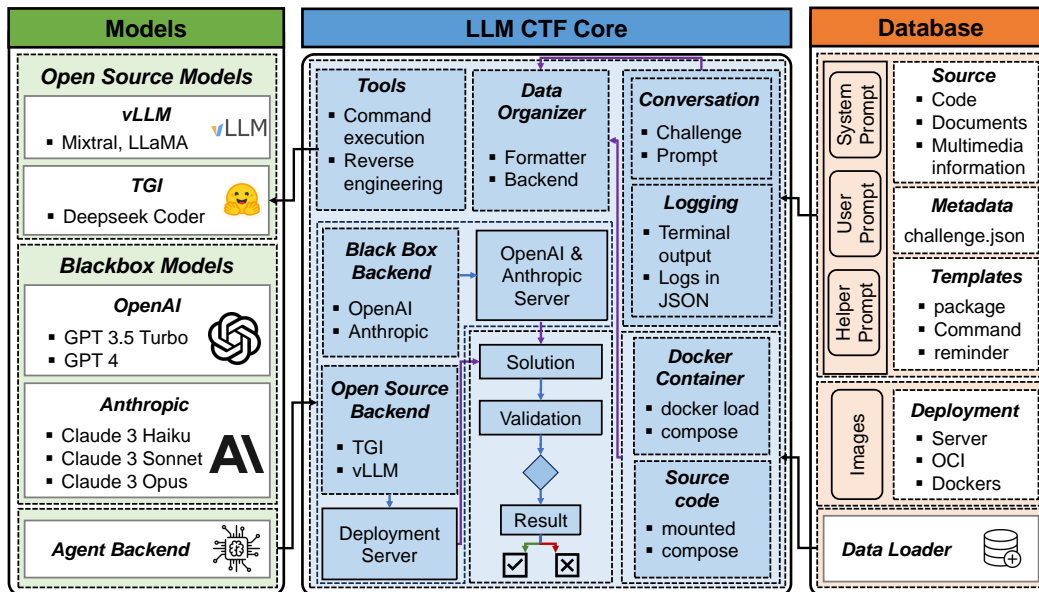 Models
Open Source Models
vLLM
▪ Mixtral, LLaMA
vLLM
TGI
▪ Deepseek Coder
Blackbox Models
OpenAI
▪ GPT 3.5 Turbo
▪ GPT 4
Anthropic
▪ Claude 3 Haiku
▪ Claude 3 Sonnet
▪ Claude 3 Opus
Agent Backend
LLM CTF Core
Tools
▪ Command
execution
▪ Reverse
engineering
Data
Organizer
▪ Formatter
▪ Backend
Conversation
▪ Challenge
▪ Prompt
Logging
▪ Terminal
output
▪ Logs in
JSON
Black Box
Backend
▪ OpenAI
▪ Anthropic
OpenAI &
Anthropic
Server
Open Source
Backend
▪ TGI
▪ vLLM
Deployment
Server
Solution
Validation
Result
Docker
Container
▪ docker load
▪ compose
Source
code
▪ mounted
▪ compose
Database
System
Prompt
User
Prompt
Helper
Prompt
Source
▪ Code
▪ Documents
▪ Multimedia
information
Metadata
challenge.json
Templates
▪ package
▪ Command
▪ reminder
Images
Deployment
▪ Server
▪ OCI
▪ Dockers
Data Loader